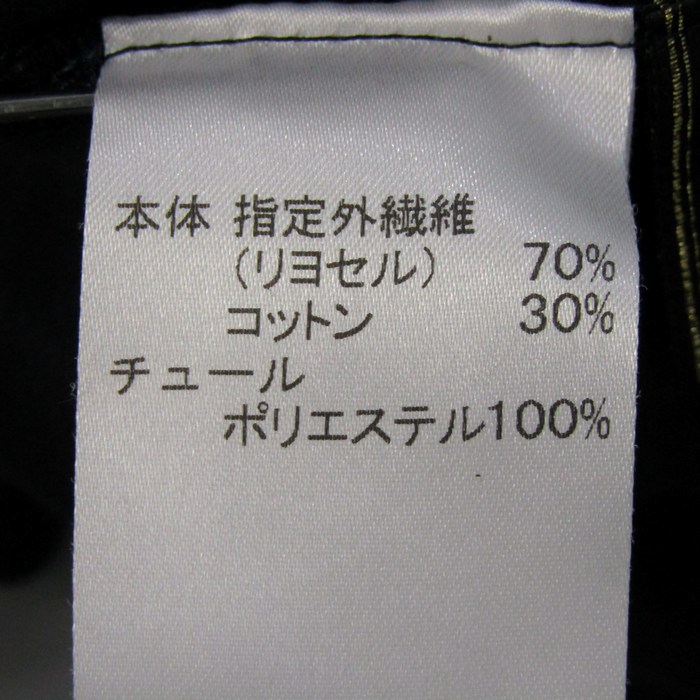 本体 指定外繊維
(リヨセル) 70%
コットン 30%
チュール
ポリエステル100%